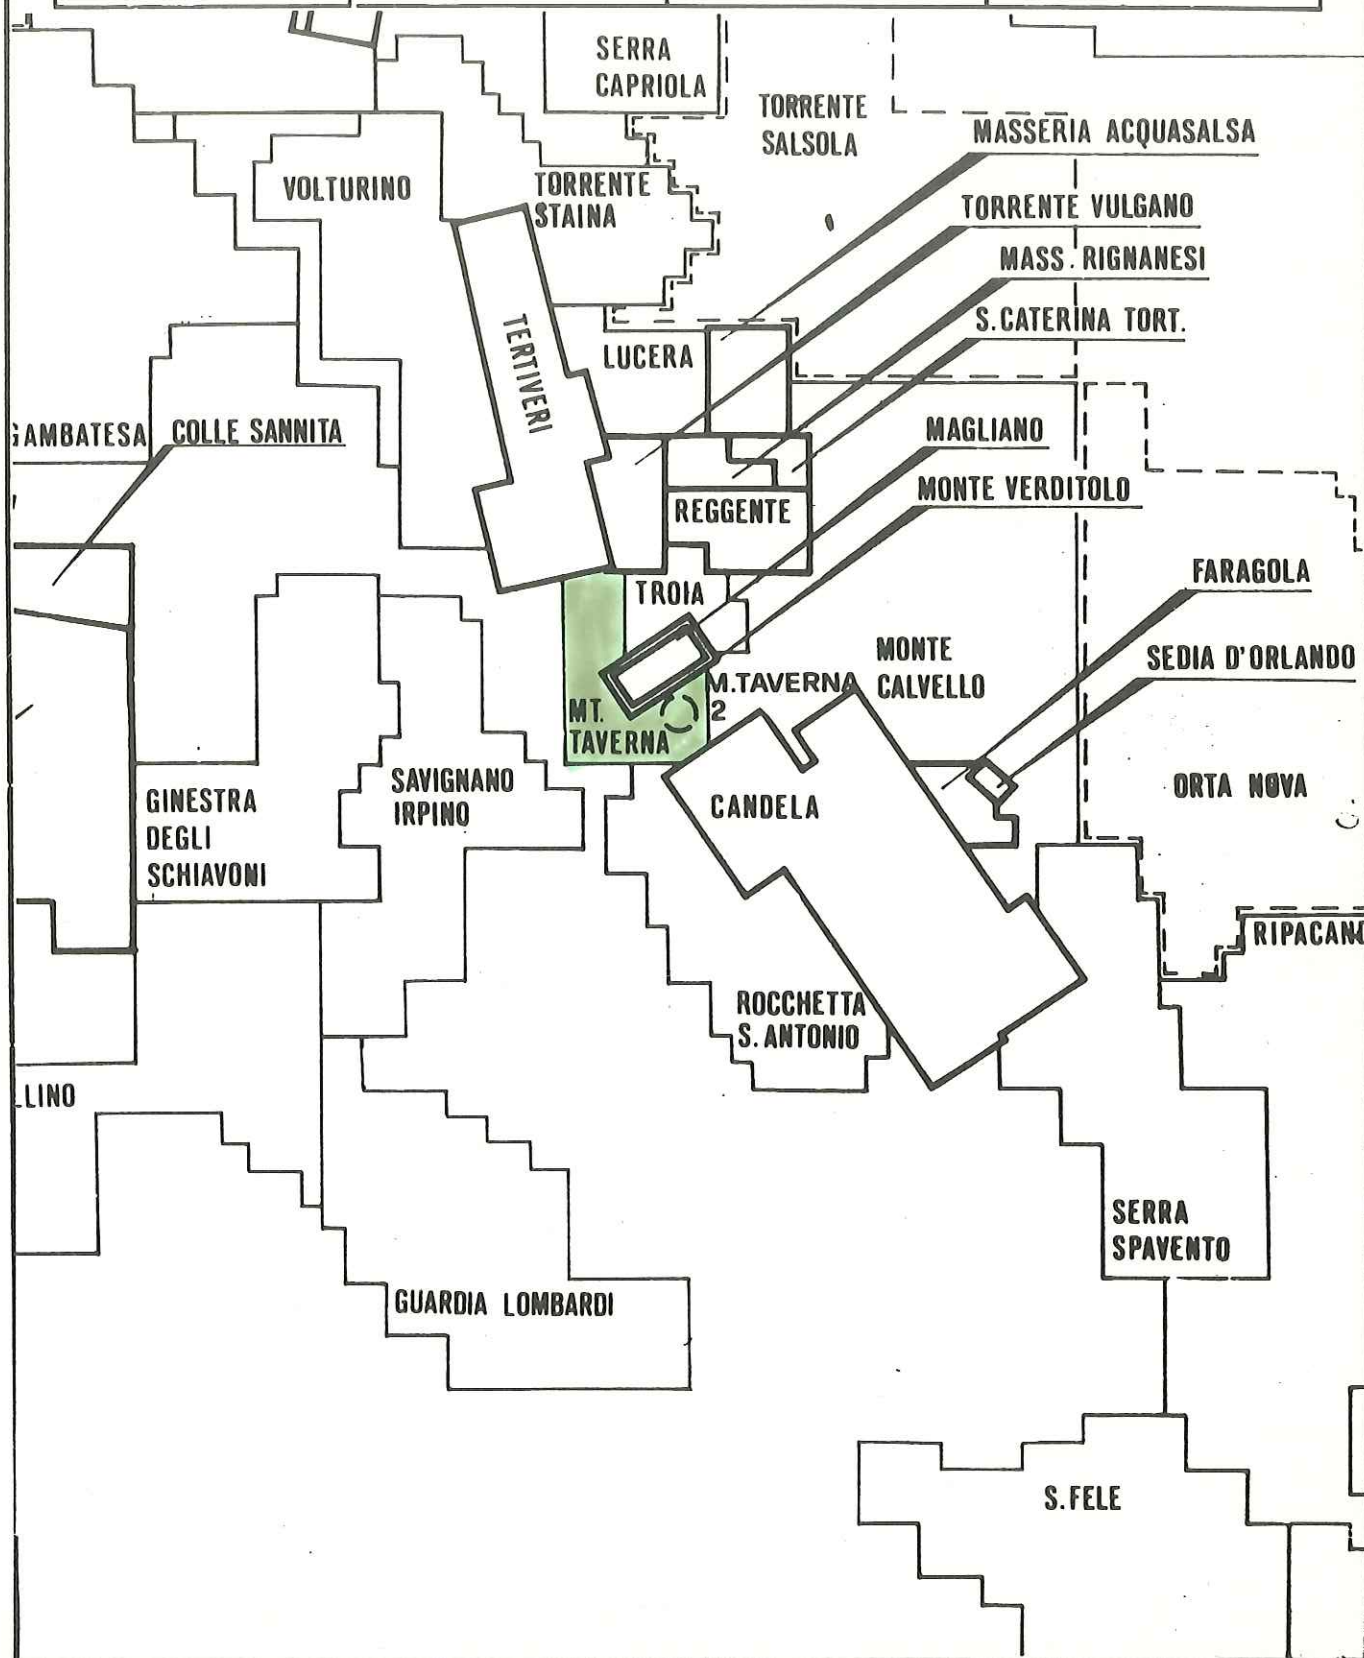 SERRA
CAPRIOLA
TORRENTE
SALSOLA
MASSERIA ACQUASALSA
VOLTURINO
TORRENTE
STAINA
TORRENTE VULGANO
MASS. RIGNANESI
S.CATERINA TORT.
TERTIVERI
LUCERA
GAMBATESA
COLLE SANNITA
MAGLIANO
MONTE VERDITOLO
REGGENTE
FARAGOLA
TROIA
MONTE
CALVELLO
SEDIA D'ORLANDO
M.TAVERNA
2
MT.
TAVERNA
ORTA NOVA
SAVIGNANO
IRPINO
GINESTRA
DEGLI
SCHIAVONI
CANDELA
RIPACAN
ROCCHETTA
S. ANTONIO
LLINO
SERRA
SPAVENTO
GUARDIA LOMBARDI
S.FELE